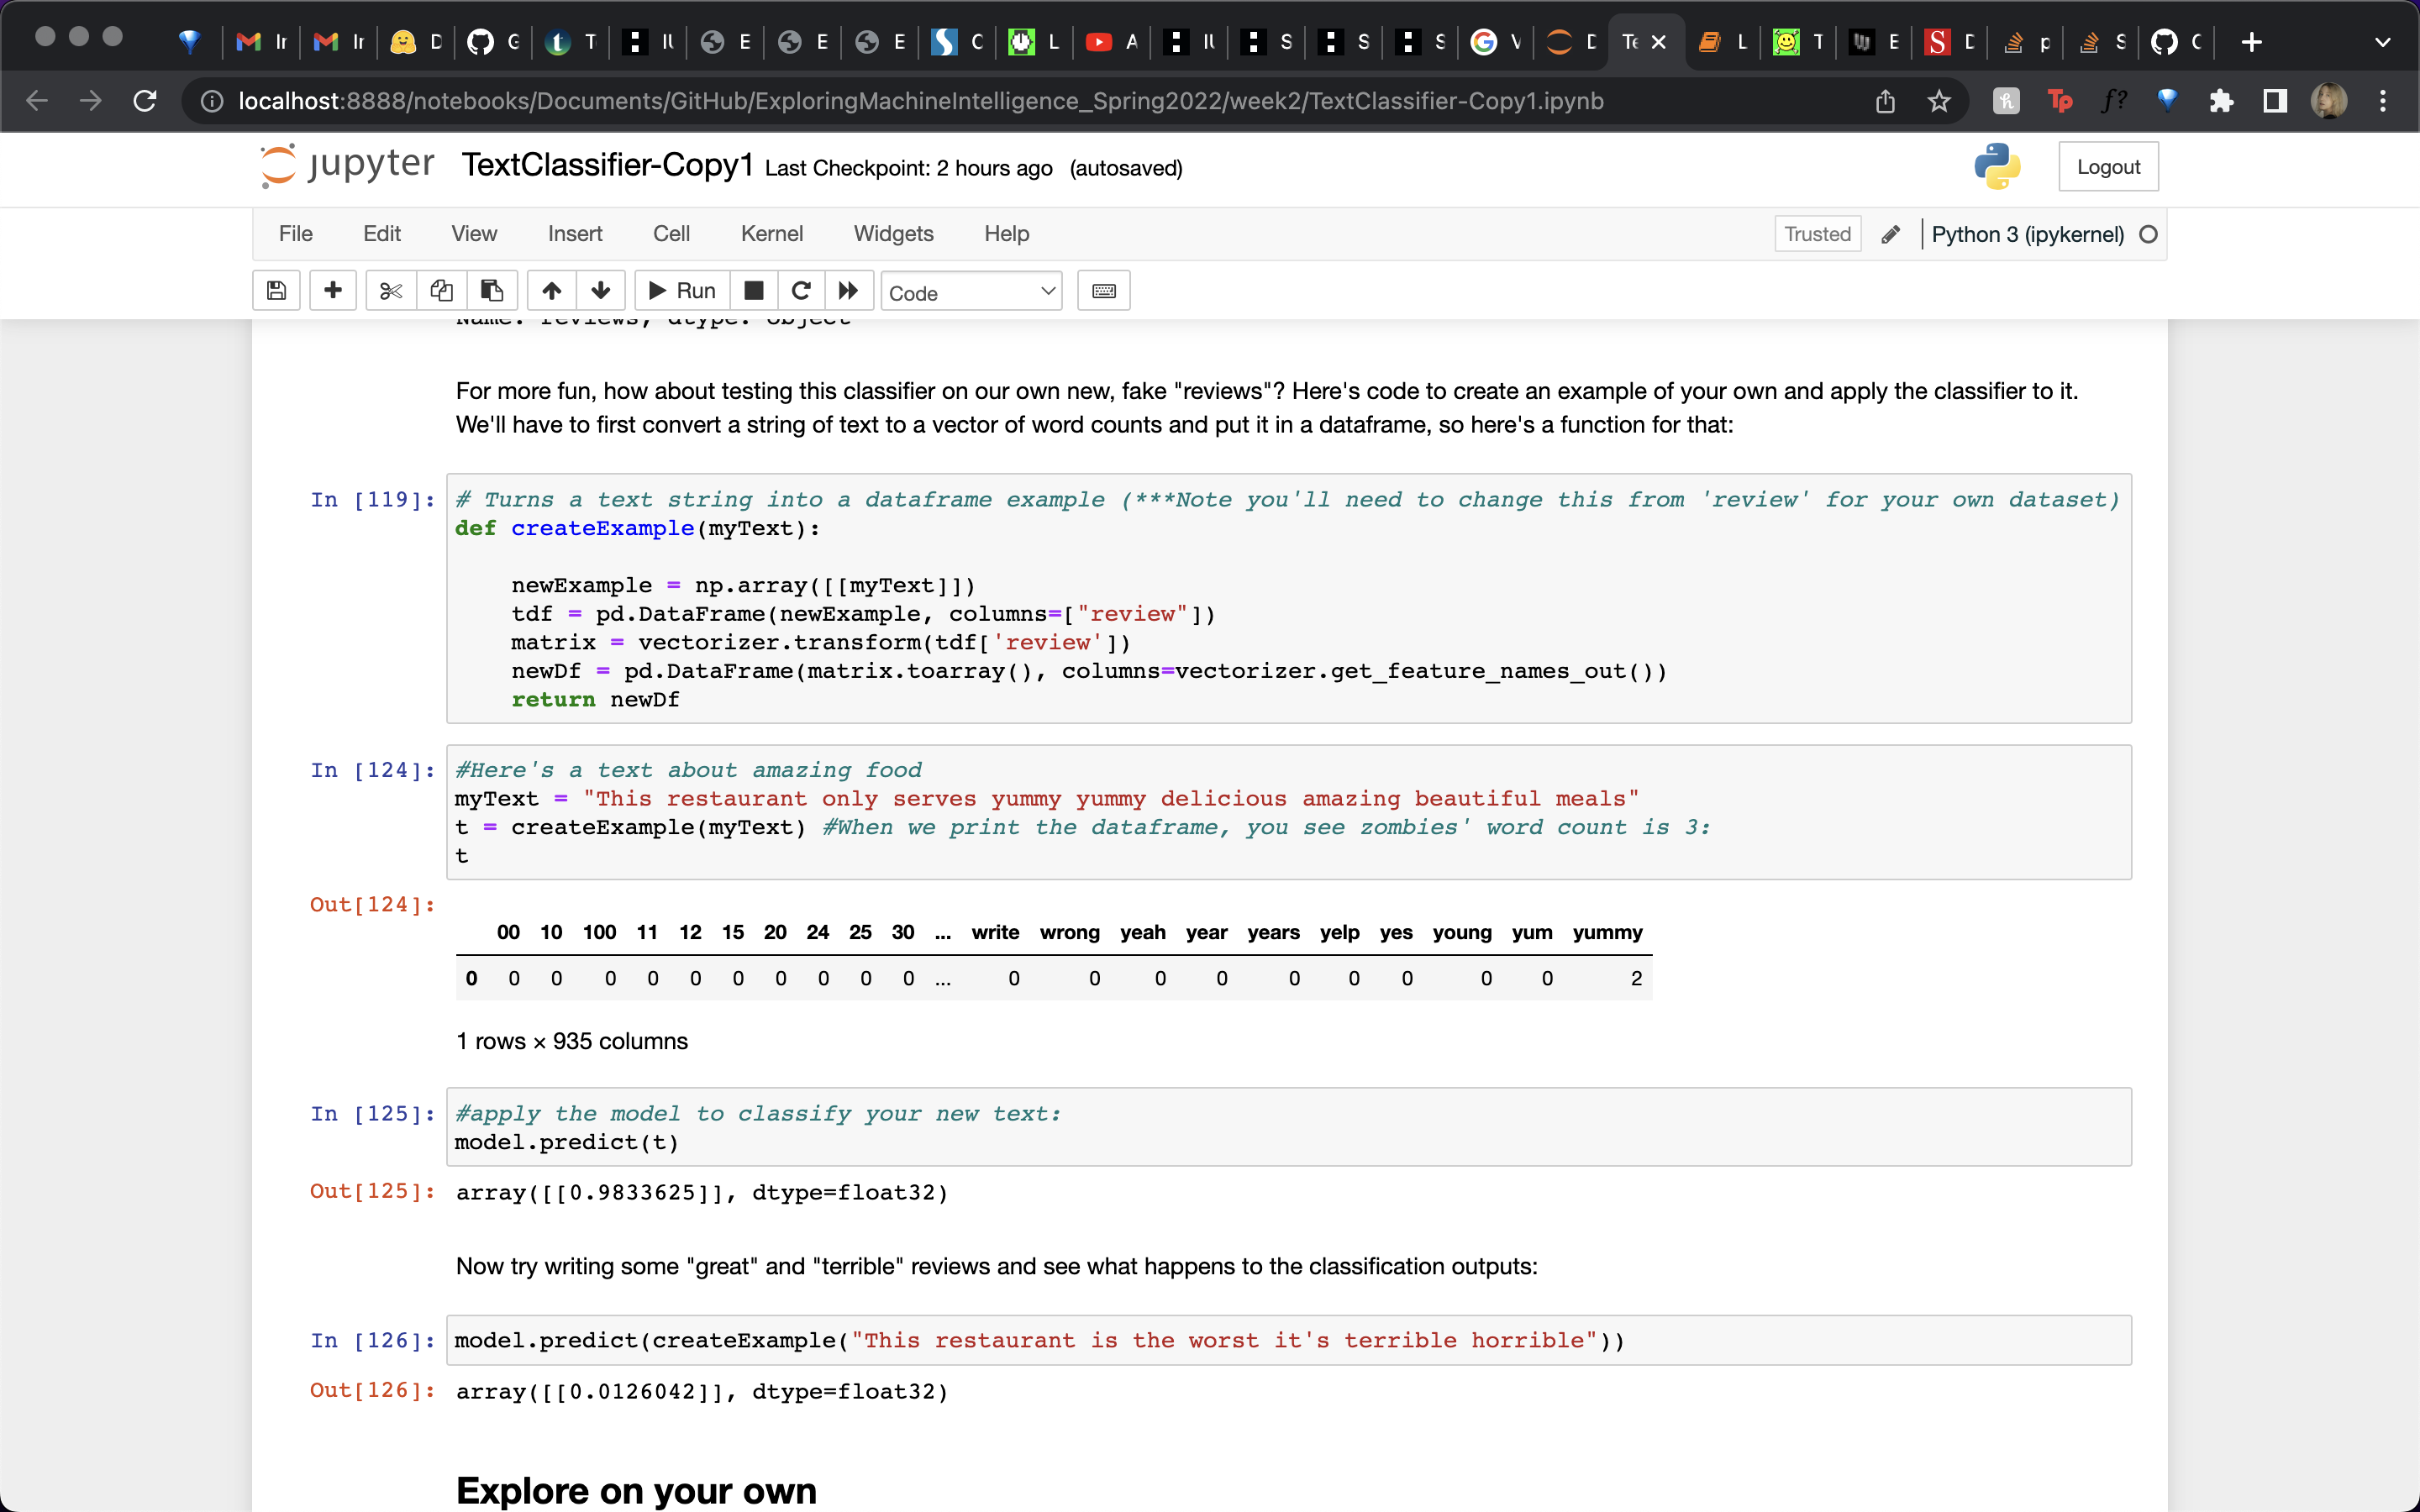 Ir
Ir
D
G
T
IU
E
E
E
C
L
A
IU
S
S
S
V
D
Te
L
T
E
D
p
S
C
localhost:8888/notebooks/Documents/GitHub/ExploringMachineIntelligence_Spring2022/week2/TextClassifier-Copy1.ipynb
jupyter TextClassifier-Copy1 Last Checkpoint: 2 hours ago (autosaved)
Logout
File Edit View Insert Cell Kernel Widgets Help
Trusted
Python 3 (ipykernel)
Run
Code
Name: reviews, dtype: object
For more fun, how about testing this classifier on our own new, fake "reviews"? Here's code to create an example of your own and apply the classifier to it.
We'll have to first convert a string of text to a vector of word counts and put it in a dataframe, so here's a function for that:
In [119]: # Turns a text string into a dataframe example (***Note you'll need to change this from 'review' for your own dataset)
def createExample(myText):
newExample = np.array([[myText]])
tdf = pd.DataFrame(newExample, columns=["review"])
matrix = vectorizer.transform(tdf['review'])
newDf = pd.DataFrame(matrix.toarray(), columns=vectorizer.get_feature_names_out())
return newDf
In [124]: #Here's a text about amazing food
myText = "This restaurant only serves yummy yummy delicious amazing beautiful meals"
t = createExample(myText) #When we print the dataframe, you see zombies' word count is 3:
t
Out[124]:
00 10 100 11 12 15 20 24 25 30 ... write wrong yeah year years yelp yes young yum yummy
0 0 0 0 0 0 0 0 0 0 0 ... 0 0 0 0 0 0 0 0 0 2
1 rows × 935 columns
In [125]: #apply the model to classify your new text:
model.predict(t)
Out[125]: array([[0.9833625]], dtype=float32)
Now try writing some "great" and "terrible" reviews and see what happens to the classification outputs:
In [126]: model.predict(createExample("This restaurant is the worst it's terrible horrible"))
Out[126]: array([[0.0126042]], dtype=float32)
Explore on your own